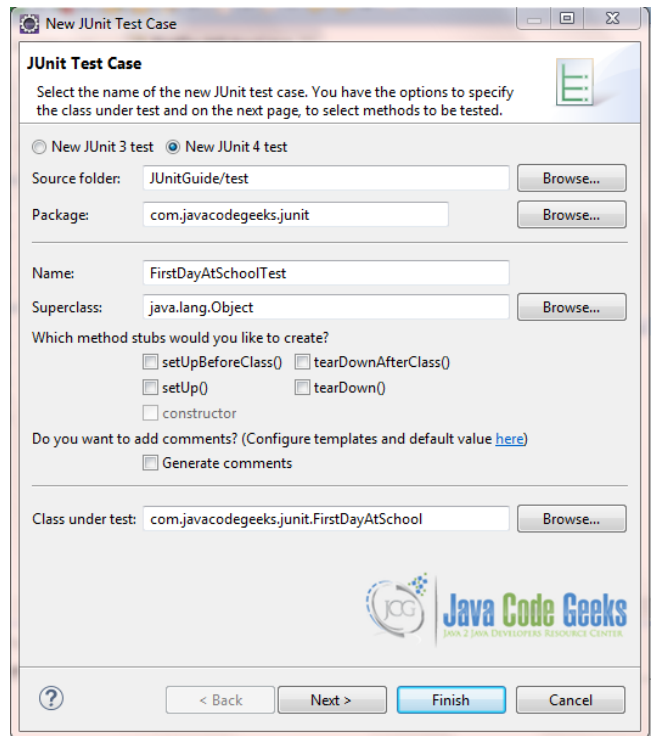 New JUnit Test Case
JUnit Test Case
Select the name of the new JUnit test case. You have the options to specify
the class under test and on the next page, to select methods to be tested.
New JUnit 3 test New JUnit 4 test
Source folder: JUnitGuide/test Browse...
Package: com.javacodegeeks.junit Browse...
Name: FirstDayAtSchoolTest
Superclass: java.lang.Object Browse...
Which method stubs would you like to create?
setUpBeforeClass() tearDownAfterClass()
setUp() tearDown()
constructor
Do you want to add comments? (Configure templates and default value here)
Generate comments
Class under test: com.javacodegeeks.junit.FirstDayAtSchool Browse...
JCG Java Code Geeks
JAVA 2 JAVA DEVELOPERS RESOURCE CENTER
? < Back Next > Finish Cancel